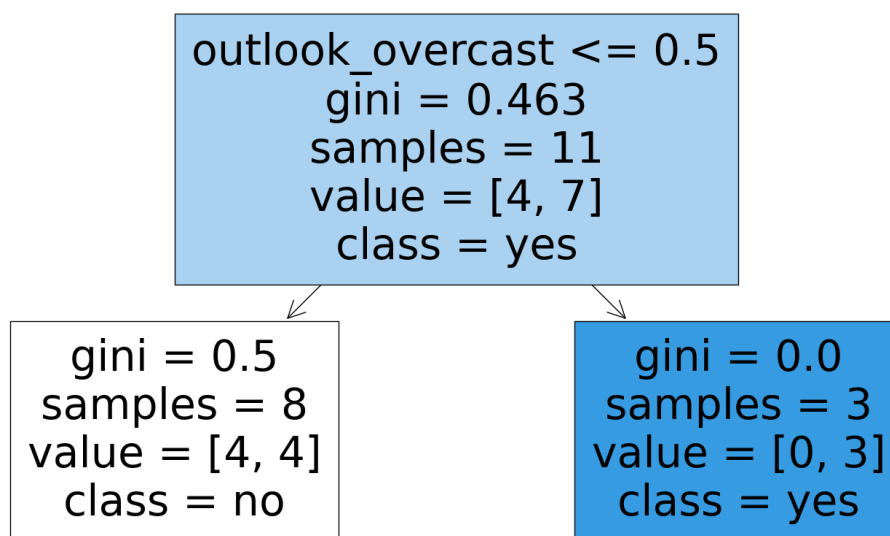 outlook_overcast <= 0.5
gini = 0.463
samples = 11
value = [4, 7]
class = yes
gini = 0.5
samples = 8
value = [4, 4]
class = no
gini = 0.0
samples = 3
value = [0, 3]
class = yes